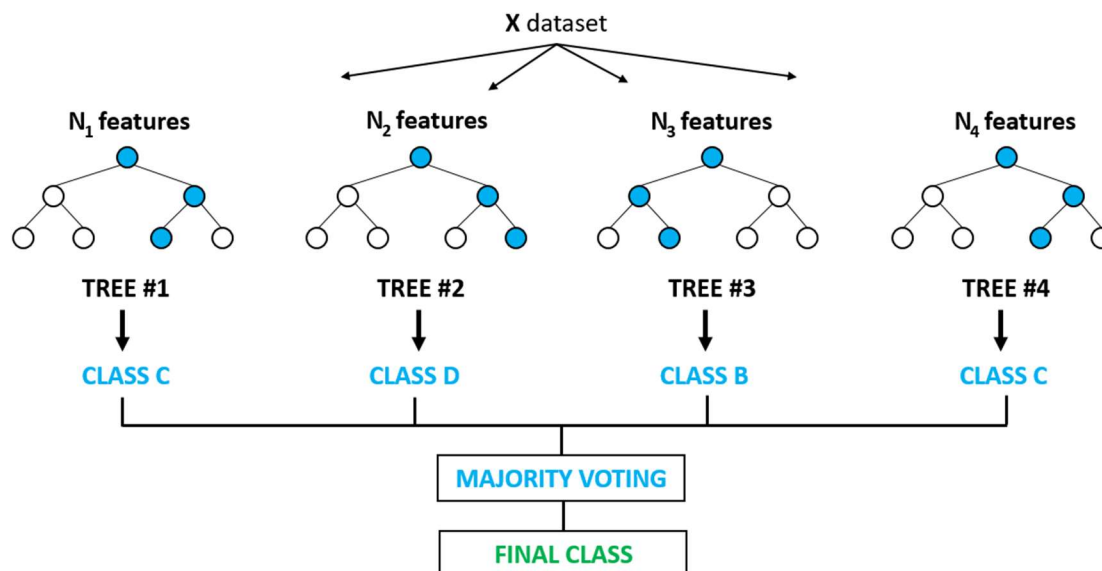 X dataset
N₁ features N₂ features N₃ features N₄ features
TREE #1 TREE #2 TREE #3 TREE #4
CLASS C CLASS D CLASS B CLASS C
MAJORITY VOTING
FINAL CLASS